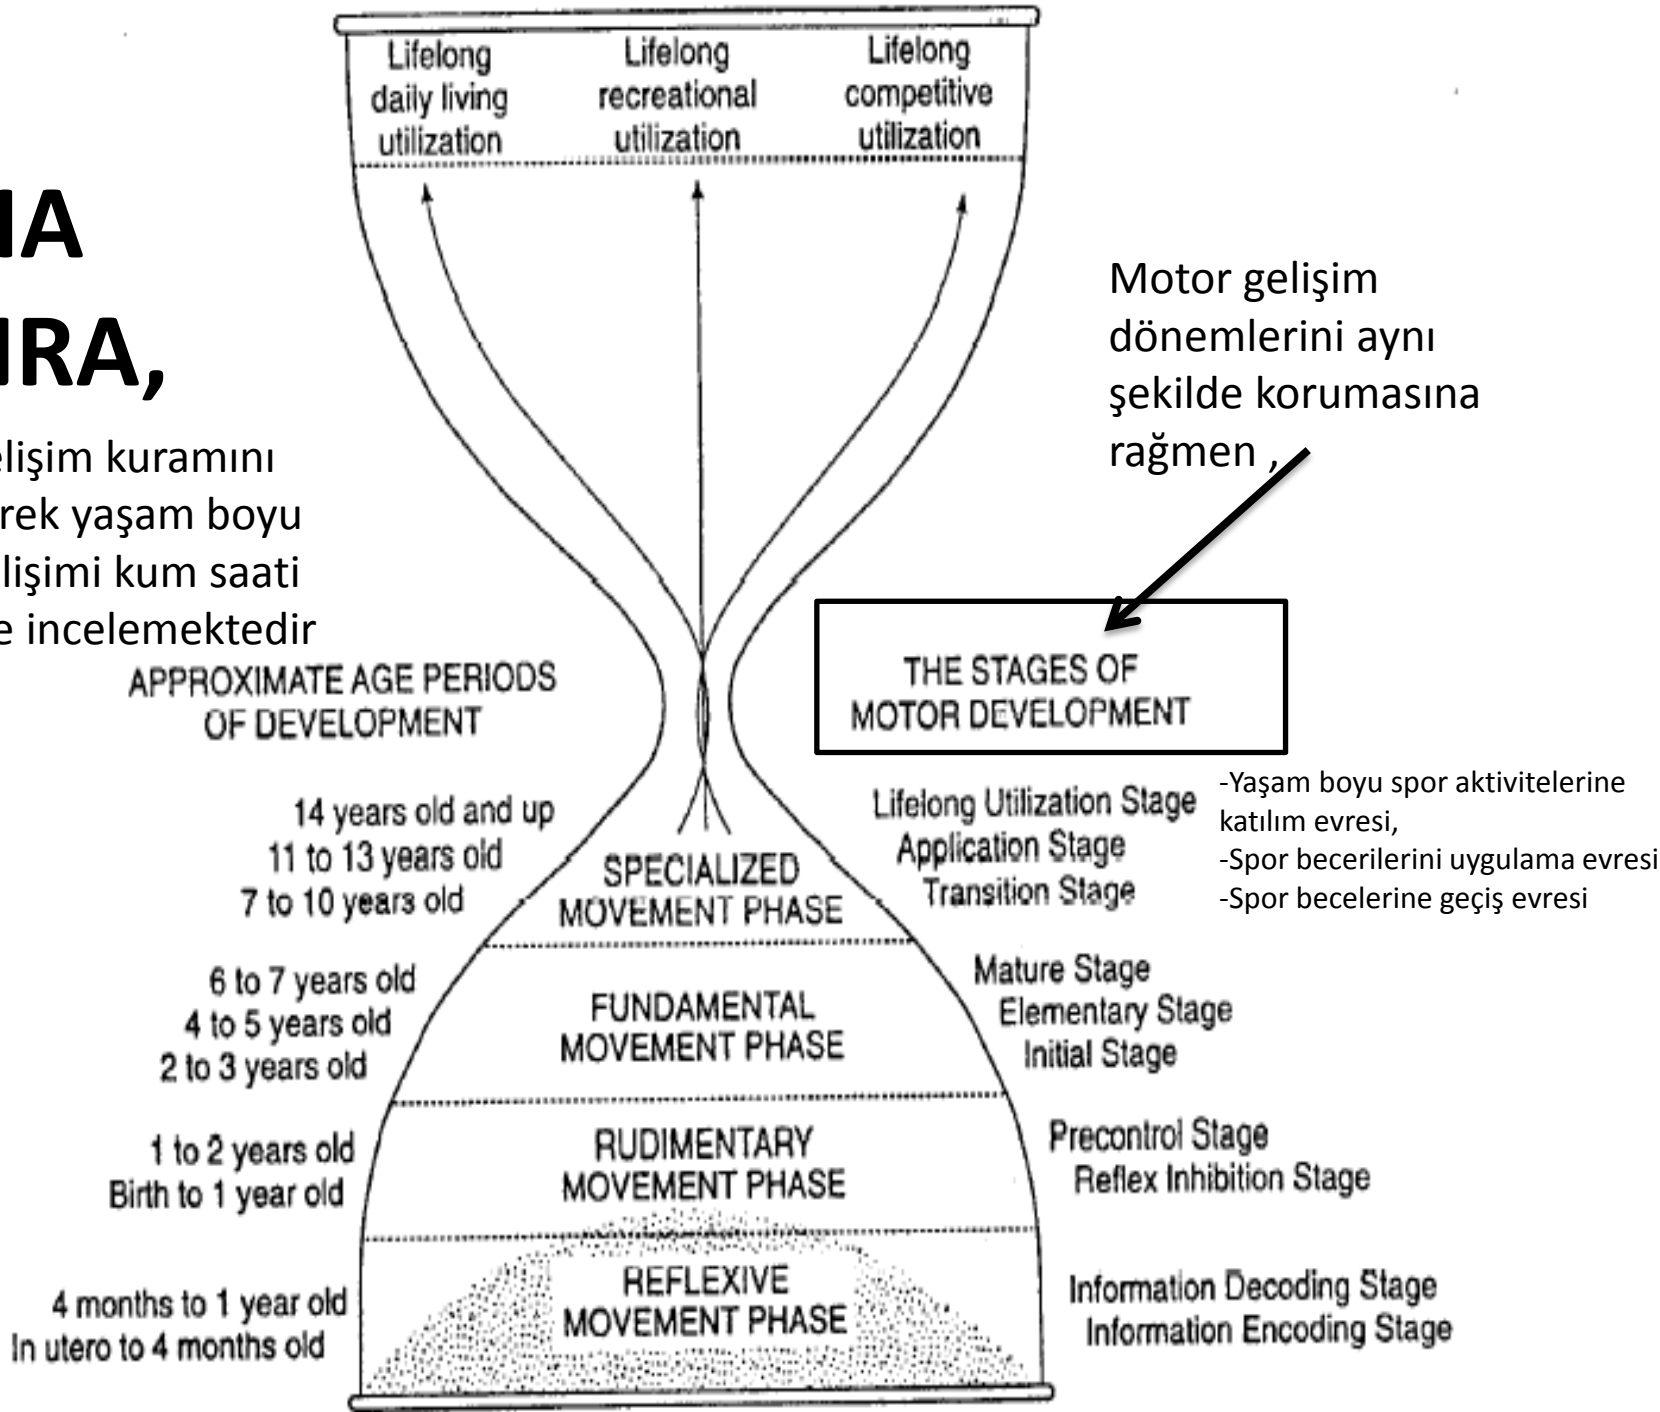 Lifelong
daily living
utilization
Lifelong
recreational
utilization
Lifelong
competitive
utilization
RA,
yaşam boyu
kum saati
incelemektedir
Motor gelişim
dönemlerini aynı
şekilde korumasına
rağmen ,
APPROXIMATE AGE PERIODS
OF DEVELOPMENT
THE STAGES OF
MOTOR DEVELOPMENT
14 years old and up
11 to 13 years old
7 to 10 years old
SPECIALIZED
MOVEMENT PHASE
Lifelong Utilization Stage
Application Stage
Transition Stage
-Yaşam boyu spor aktivitelerine
katılım evresi,
-Spor becerilerini uygulama evresi
-Spor becelerine geçiş evresi
6 to 7 years old
4 to 5 years old
2 to 3 years old
FUNDAMENTAL
MOVEMENT PHASE
Mature Stage
Elementary Stage
Initial Stage
1 to 2 years old
Birth to 1 year old
RUDIMENTARY
MOVEMENT PHASE
Precontrol Stage
Reflex Inhibition Stage
4 months to 1 year old
In utero to 4 months old
REFLEXIVE
MOVEMENT PHASE
Information Decoding Stage
Information Encoding Stage